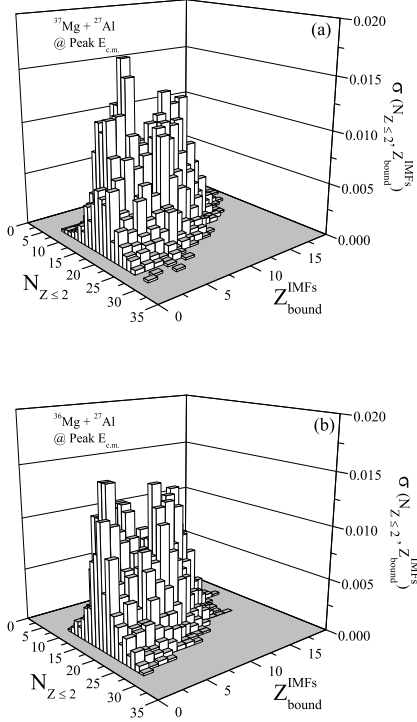 (a)
³⁷Mg + ²⁷Al
@ Peak E_c.m.
0.020
0.015
0.010
0.005
0.000
σ (N_Z ≤ 2, Z_bound^IMFs)
0
5
10
15
20
25
30
35
N_Z ≤ 2
0
5
10
15
Z_bound^IMFs
(b)
³⁶Mg + ²⁷Al
@ Peak E_c.m.
0.020
0.015
0.010
0.005
0.000
σ (N_Z ≤ 2, Z_bound^IMFs)
0
5
10
15
20
25
30
35
N_Z ≤ 2
0
5
10
15
Z_bound^IMFs